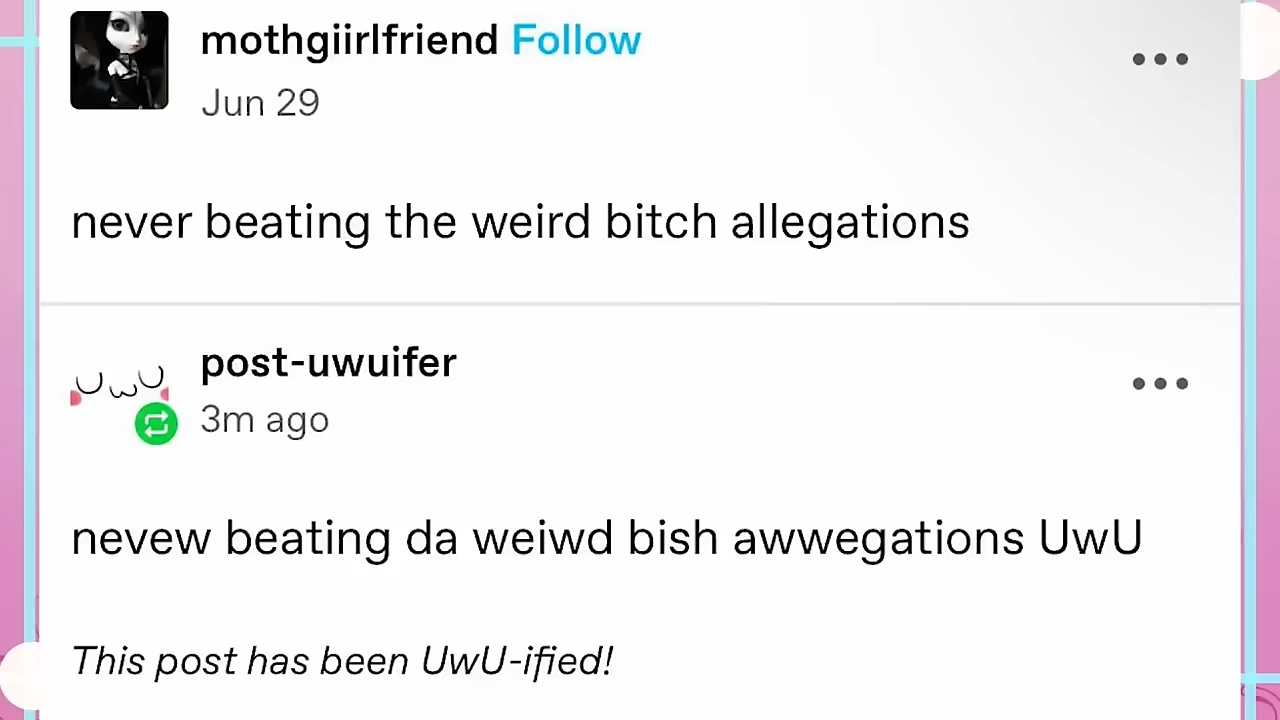 mothgiirlfriend Follow
Jun 29
never beating the weird bitch allegations
post-uwuifer
3m ago
nevew beating da weiwd bish awwegations UwU
This post has been UwU-ified!